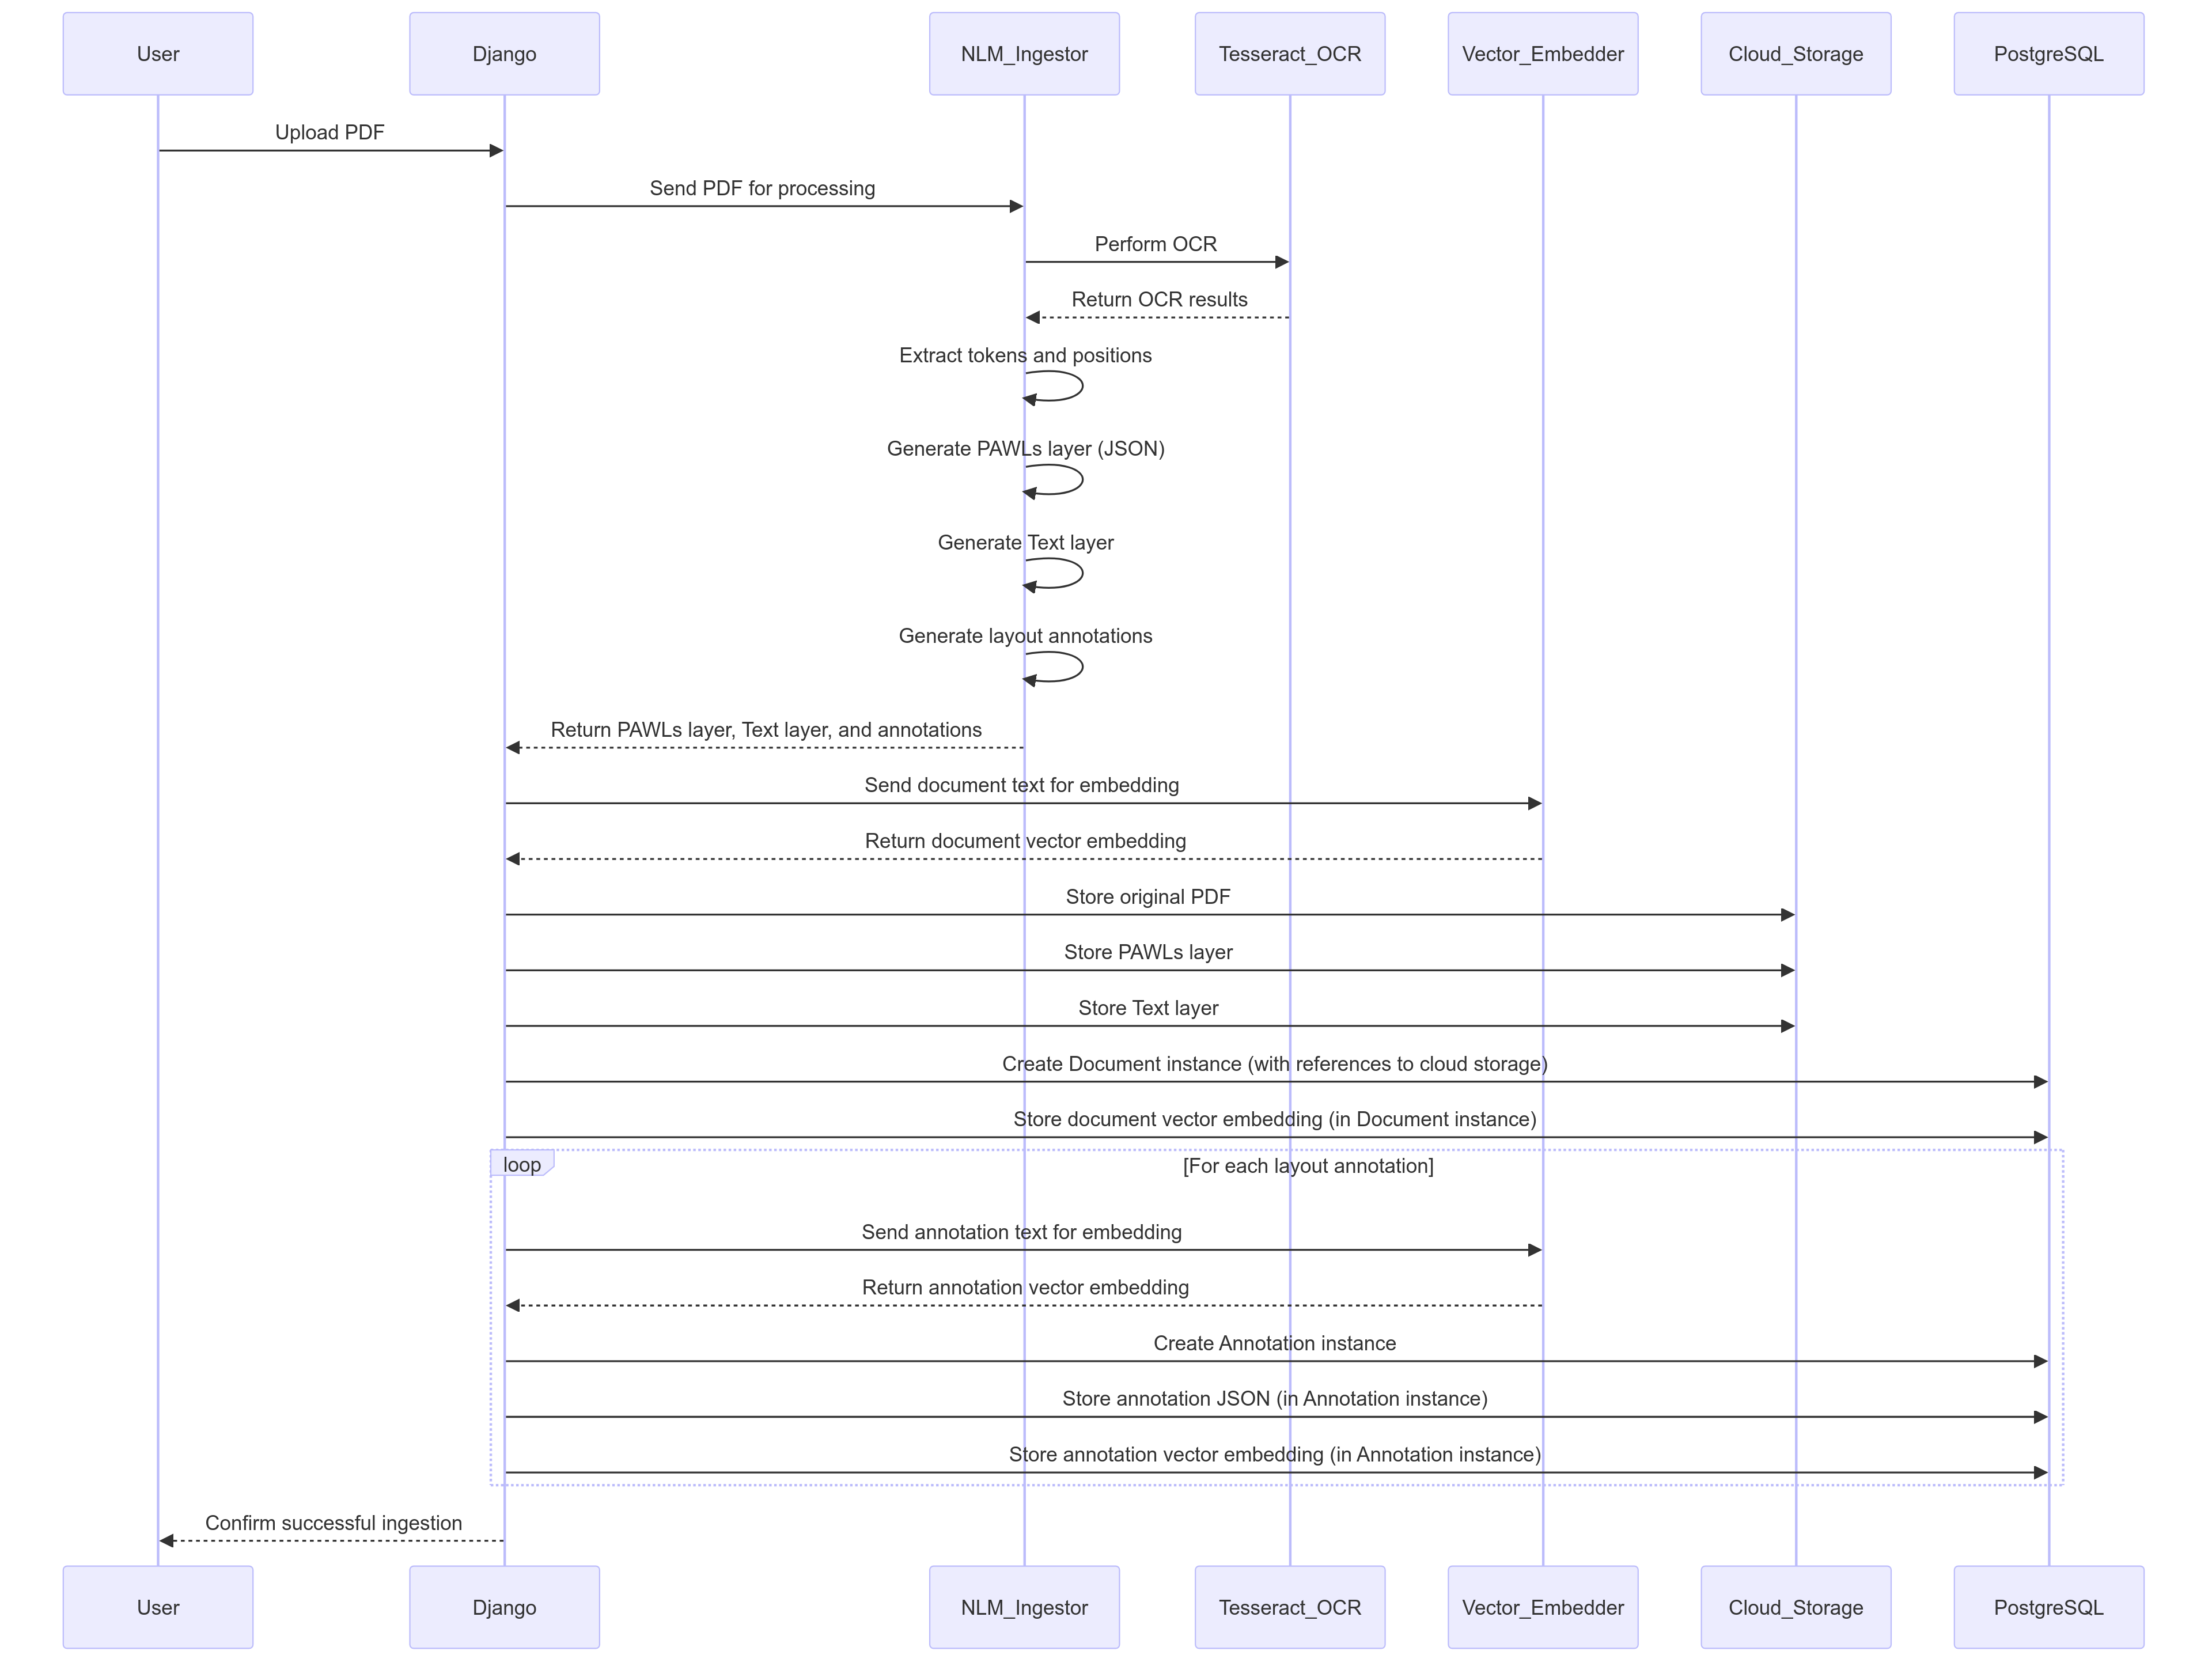 User
Django
NLM_Ingestor
Tesseract_OCR
Vector_Embedder
Cloud_Storage
PostgreSQL
Upload PDF
Send PDF for processing
Perform OCR
Return OCR results
Extract tokens and positions
Generate PAWLs layer (JSON)
Generate Text layer
Generate layout annotations
Return PAWLs layer, Text layer, and annotations
Send document text for embedding
Return document vector embedding
Store original PDF
Store PAWLs layer
Store Text layer
Create Document instance (with references to cloud storage)
Store document vector embedding (in Document instance)
loop
[For each layout annotation]
Send annotation text for embedding
Return annotation vector embedding
Create Annotation instance
Store annotation JSON (in Annotation instance)
Store annotation vector embedding (in Annotation instance)
Confirm successful ingestion
User
Django
NLM_Ingestor
Tesseract_OCR
Vector_Embedder
Cloud_Storage
PostgreSQL